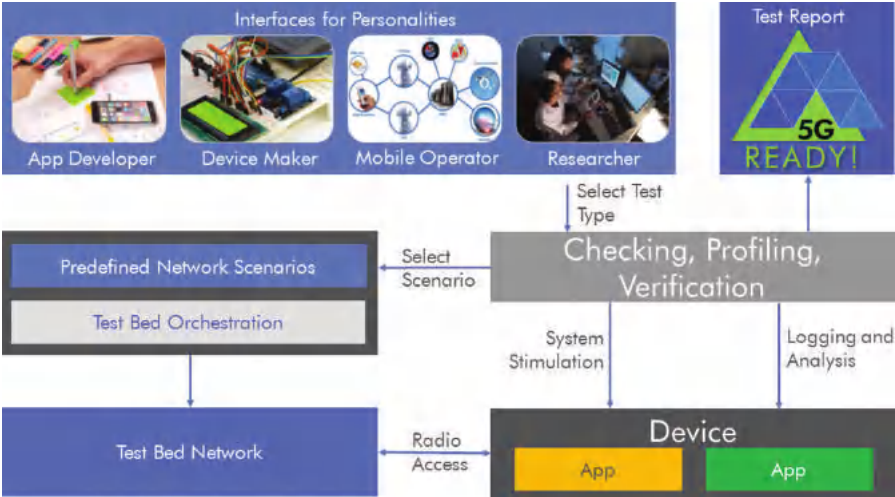 Interfaces for Personalities
App Developer
Device Maker
Mobile Operator
Researcher
Test Report
5G
READY!
Select Test
Type
Checking, Profiling,
Verification
Select
Scenario
Predefined Network Scenarios
Test Bed Orchestration
System
Stimulation
Logging and
Analysis
Test Bed Network
Radio
Access
Device
App
App